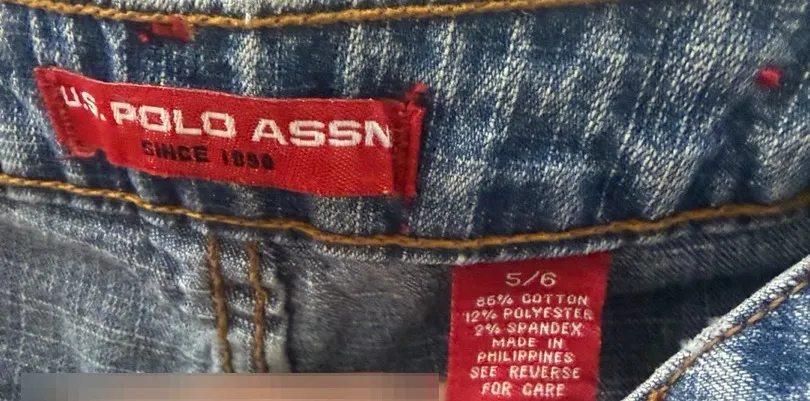 U.S. POLO ASSN
SINCE 1890
5/6
86% COTTON
12% POLYESTER
2% SPANDEX
MADE IN
PHILIPPINES
SEE REVERSE
FOR CARE